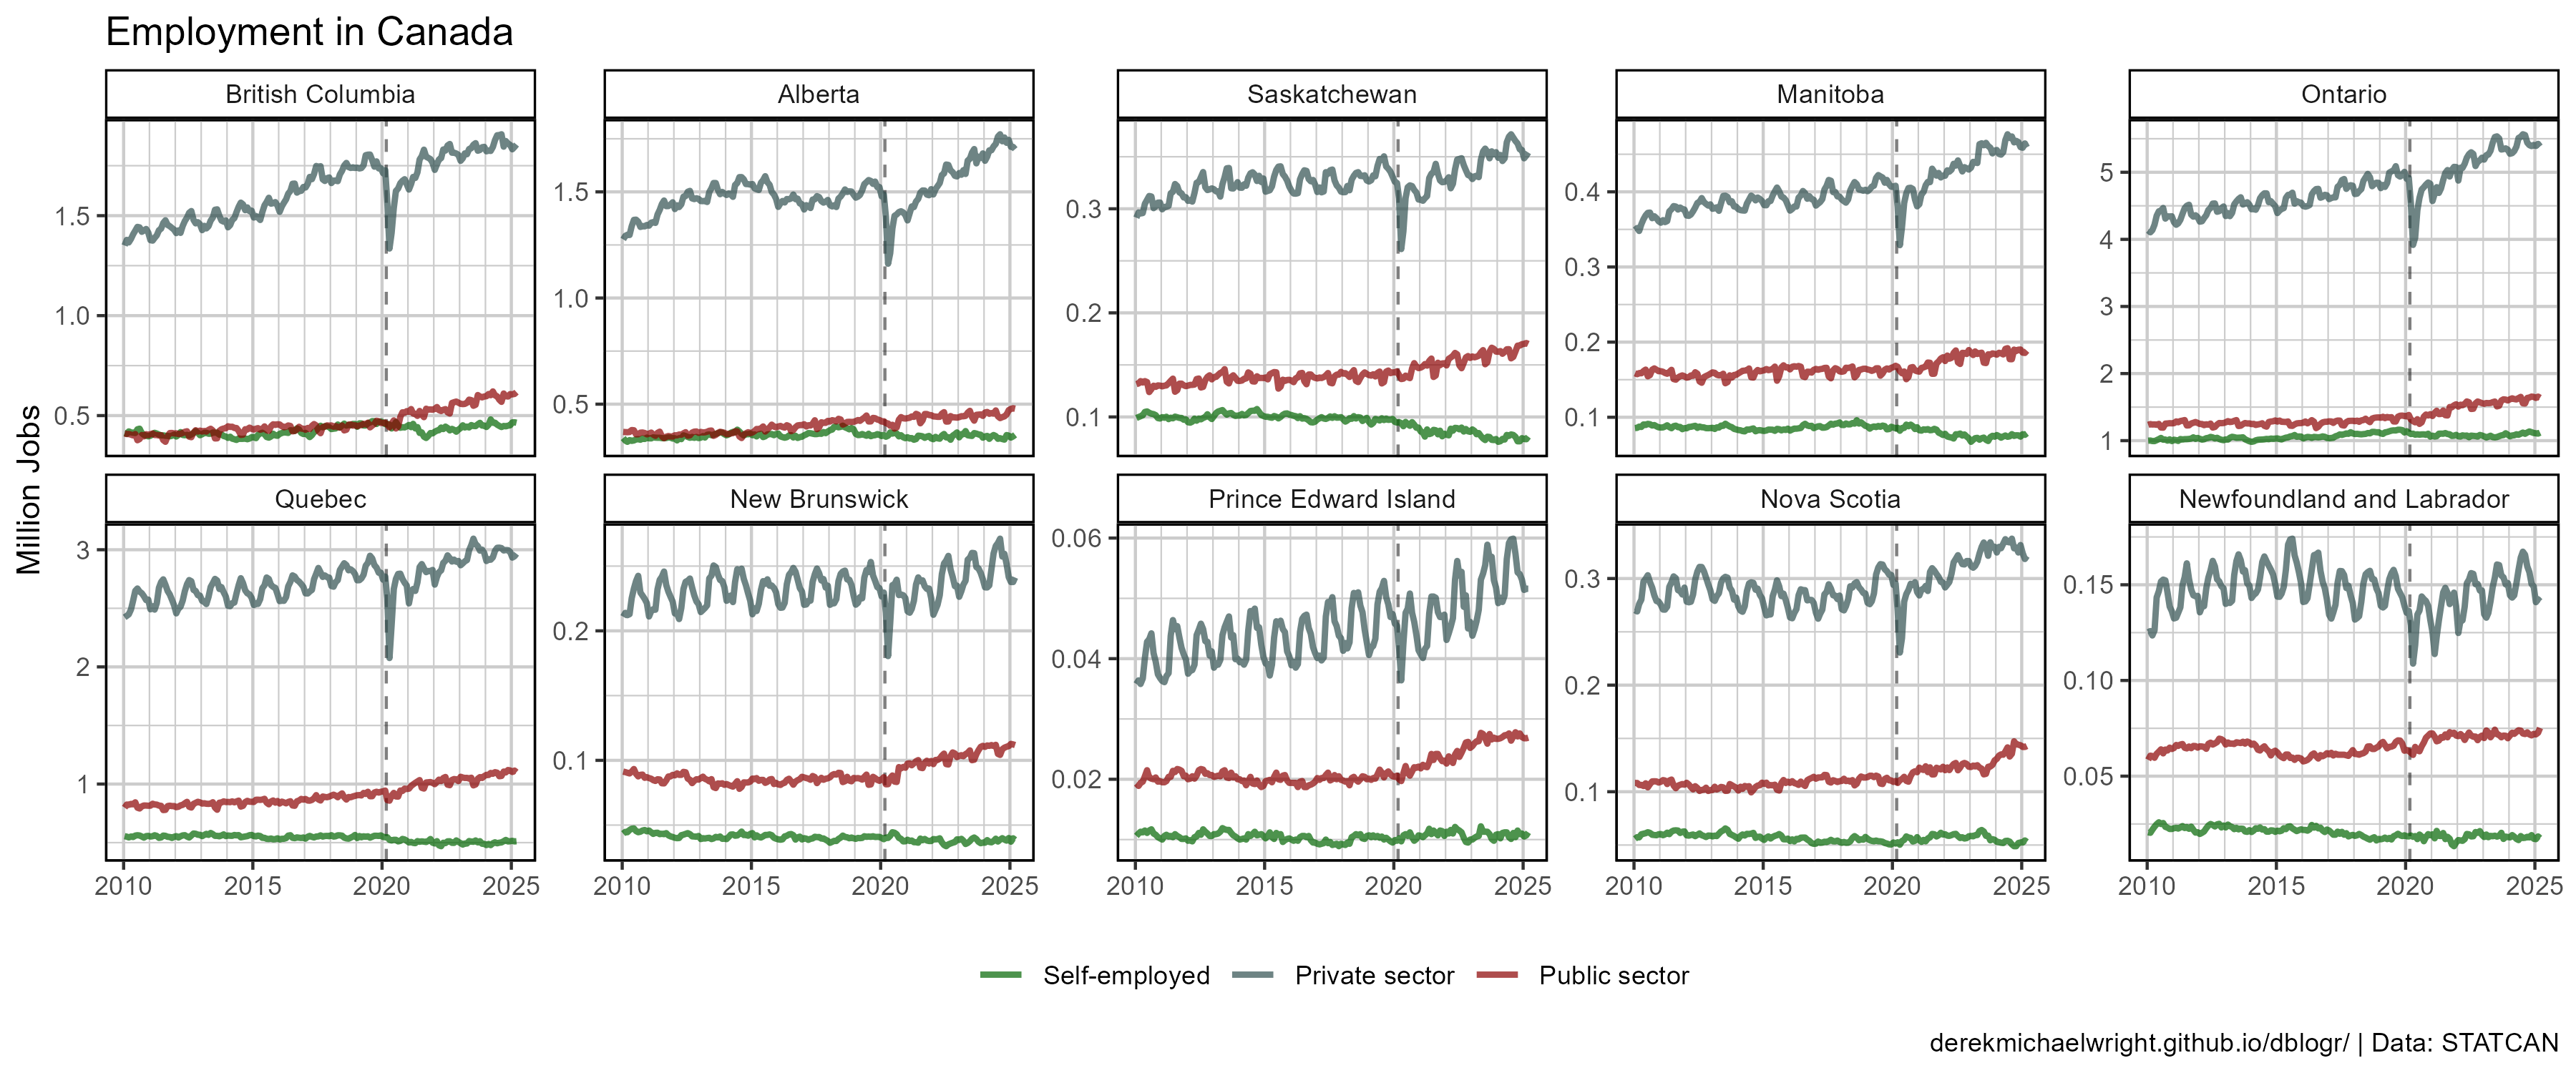 Employment in Canada
British Columbia
Alberta
Saskatchewan
Manitoba
Ontario
1.5
1.0
0.5
1.5
1.0
0.5
0.3
0.2
0.1
0.4
0.3
0.2
0.1
5
4
3
2
1
Million Jobs
Quebec
New Brunswick
Prince Edward Island
Nova Scotia
Newfoundland and Labrador
3
2
1
0.2
0.1
0.06
0.04
0.02
0.3
0.2
0.1
0.15
0.10
0.05
2010 2015 2020 2025
2010 2015 2020 2025
2010 2015 2020 2025
2010 2015 2020 2025
2010 2015 2020 2025
Self-employed Private sector Public sector
derekmichaelwright.github.io/dblogr/ | Data: STATCAN